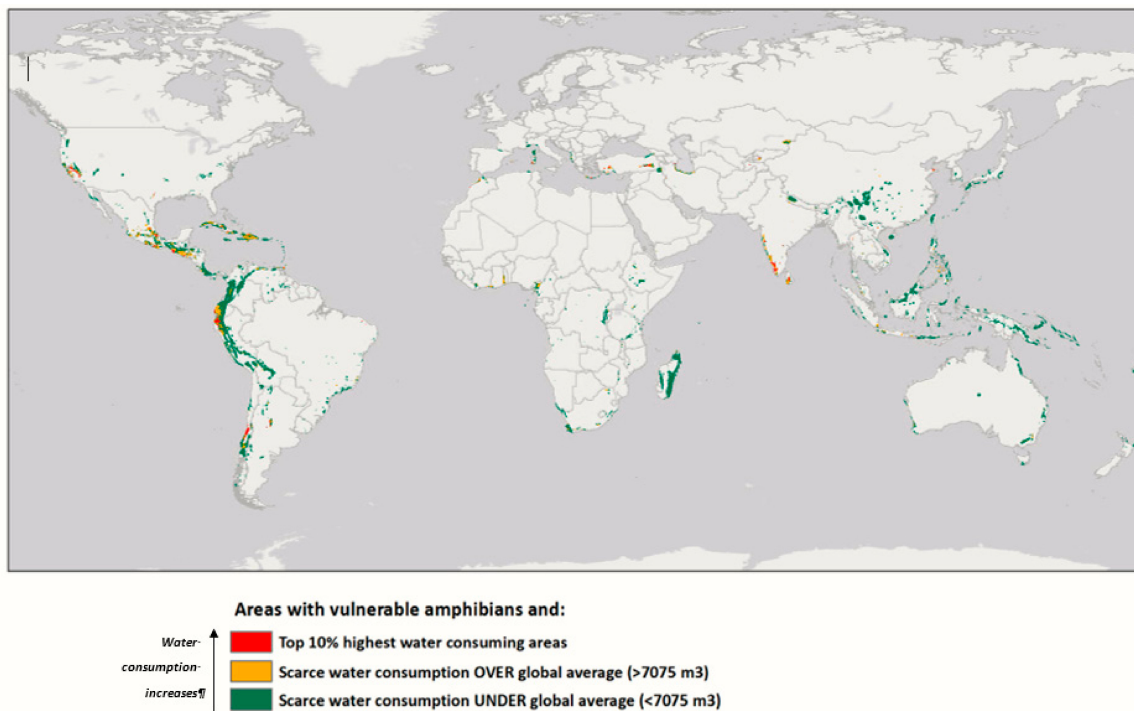 Areas with vulnerable amphibians and:
Water-
consumption-
increases¶
Top 10% highest water consuming areas
Scarce water consumption OVER global average (>7075 m3)
Scarce water consumption UNDER global average (<7075 m3)